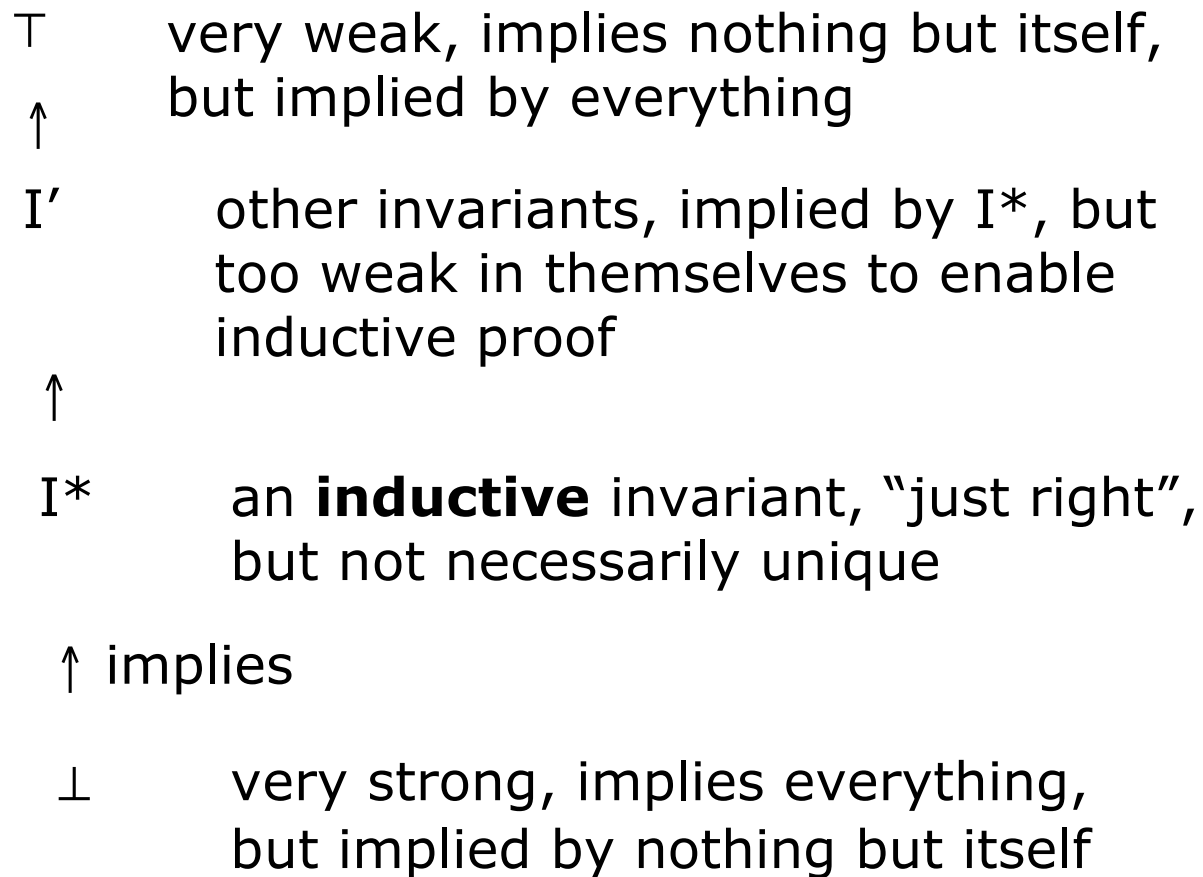 ⊤ very weak, implies nothing but itself,
but implied by everything
↑
I′ other invariants, implied by I*, but
too weak in themselves to enable
inductive proof
↑
I* an inductive invariant, “just right”,
but not necessarily unique
↑ implies
⊥ very strong, implies everything,
but implied by nothing but itself